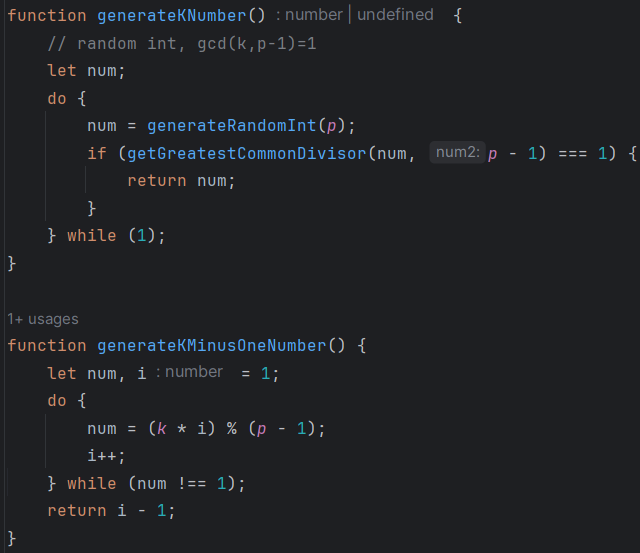 function generateKNumber() : number | undefined {
// random int, gcd(k,p-1)=1
let num;
do {
num = generateRandomInt(p);
if (getGreatestCommonDivisor(num, num2: p - 1) === 1) {
return num;
}
} while (1);
}
1+ usages
function generateKMinusOneNumber() {
let num, i : number = 1;
do {
num = (k * i) % (p - 1);
i++;
} while (num !== 1);
return i - 1;
}